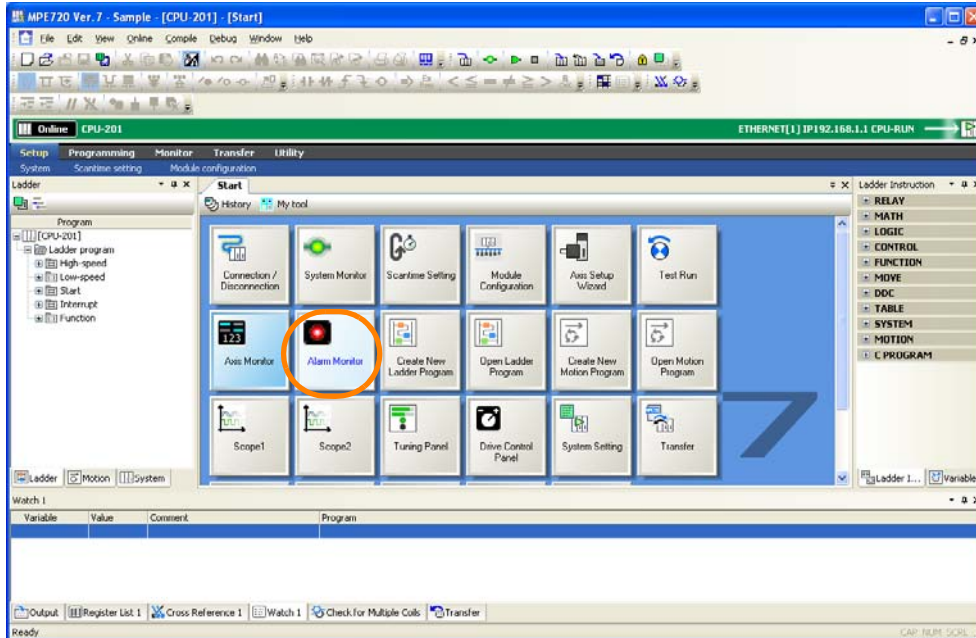 MPE720 Ver. 7 - Sample - [CPU-201] - [Start]
File Edit View Online Compile Debug Window Help
Online CPU-201
ETHERNET[1] IP192.168.1.1 CPU-RUN
Setup Programming Monitor Transfer Utility
System Scantime setting Module configuration
Ladder
Program
[CPU-201]
Ladder program
High-speed
Low-speed
Start
Interrupt
Function
Ladder Motion System
Start
History My tool
Connection / Disconnection
System Monitor
Scantime Setting
Module Configuration
Axis Setup Wizard
Test Run
123
Axis Monitor
Alarm Monitor
Create New Ladder Program
Open Ladder Program
Create New Motion Program
Open Motion Program
Scope1
Scope2
Tuning Panel
Drive Control Panel
System Setting
Transfer
7
Ladder Instruction
RELAY
MATH
LOGIC
CONTROL
FUNCTION
MOVE
DDC
TABLE
SYSTEM
MOTION
C PROGRAM
Ladder I... Variable
Watch 1
Variable Value Comment Program
Output Register List 1 Cross Reference 1 Watch 1 Check for Multiple Coils Transfer
Ready
CAP NUM SCRL